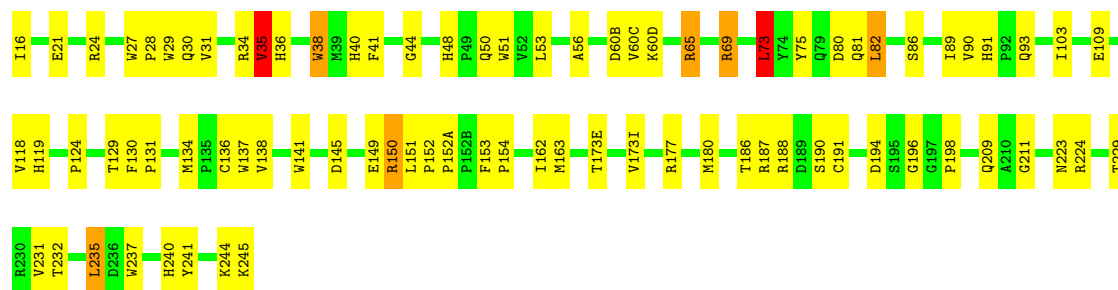 I16 E21 R24 W27 P28 W29 Q30 V31 R34 V35 H36 W38 M39 H40 F41 G44 H48 P49 Q50 W51 V52 L53 A56 D60B V60C K60D R65 R69 L73 Y74 Y75 Q79 D80 Q81 L82 S86 I89 V90 H91 P92 Q93 I103 E109
V118 H119 P124 T129 F130 P131 M134 P135 C136 W137 V138 W141 D145 E149 R150 L151 P152 P152A P152B F153 P154 I162 M163 T173E V173I R177 M180 T186 R187 R188 D189 S190 C191 D194 S195 G196 G197 P198 Q209 A210 G211 N223 R224 T229
R230 V231 T232 L235 D236 W237 H240 Y241 K244 K245